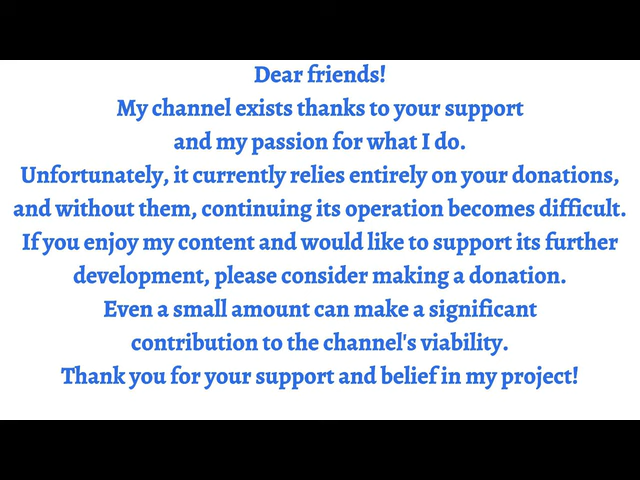 Dear friends!
My channel exists thanks to your support
and my passion for what I do.
Unfortunately, it currently relies entirely on your donations,
and without them, continuing its operation becomes difficult.
If you enjoy my content and would like to support its further
development, please consider making a donation.
Even a small amount can make a significant
contribution to the channel's viability.
Thank you for your support and belief in my project!